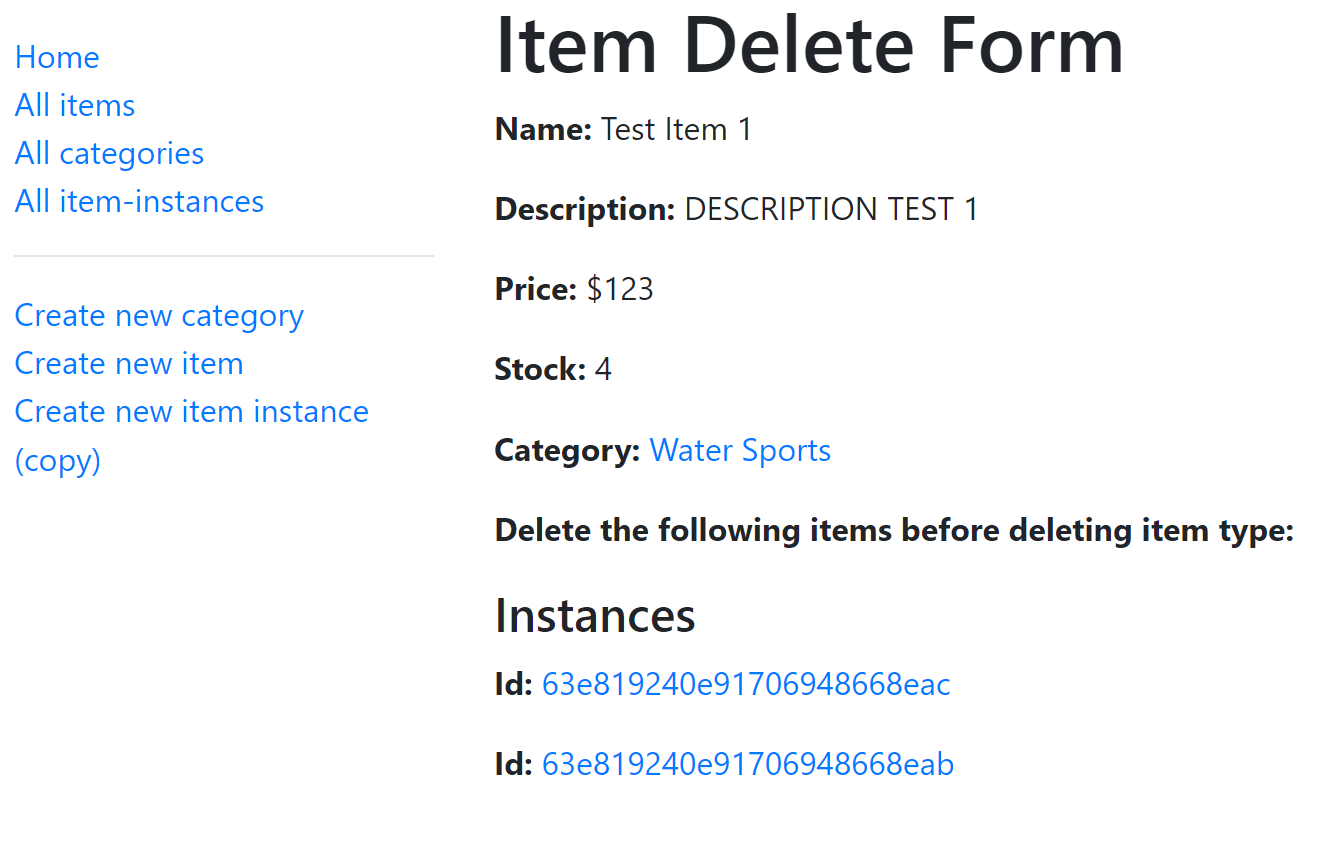 Home
All items
All categories
All item-instances
Create new category
Create new item
Create new item instance
(copy)
Item Delete Form
Name: Test Item 1
Description: DESCRIPTION TEST 1
Price: $123
Stock: 4
Category: Water Sports
Delete the following items before deleting item type:
Instances
Id: 63e819240e91706948668eac
Id: 63e819240e91706948668eab